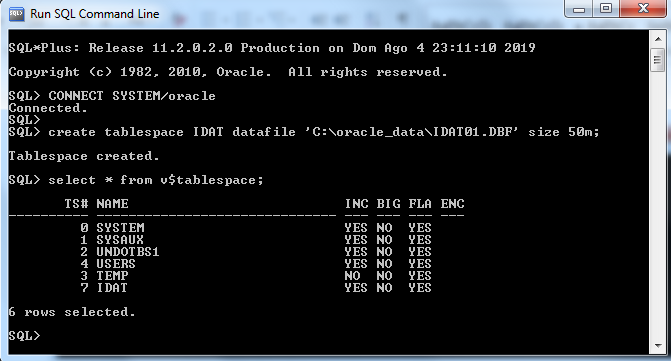 Run SQL Command Line
SQL*Plus: Release 11.2.0.2.0 Production on Dom Ago 4 23:11:10 2019
Copyright (c) 1982, 2010, Oracle.  All rights reserved.
SQL> CONNECT SYSTEM/oracle
Connected.
SQL>
SQL> create tablespace IDAT datafile 'C:\oracle_data\IDAT01.DBF' size 50m;
Tablespace created.
SQL> select * from v$tablespace;
       TS# NAME                           INC BIG FLA ENC
---------- ------------------------------ --- --- --- ---
         0 SYSTEM                         YES NO  YES
         1 SYSAUX                         YES NO  YES
         2 UNDOTBS1                       YES NO  YES
         4 USERS                          YES NO  YES
         3 TEMP                           NO  NO  YES
         7 IDAT                           YES NO  YES
6 rows selected.
SQL>